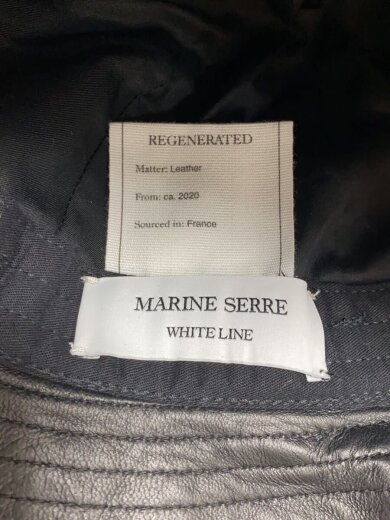 REGENERATED
Matter: Leather
From: ca. 2020
Sourced in: France
MARINE SERRE
WHITE LINE